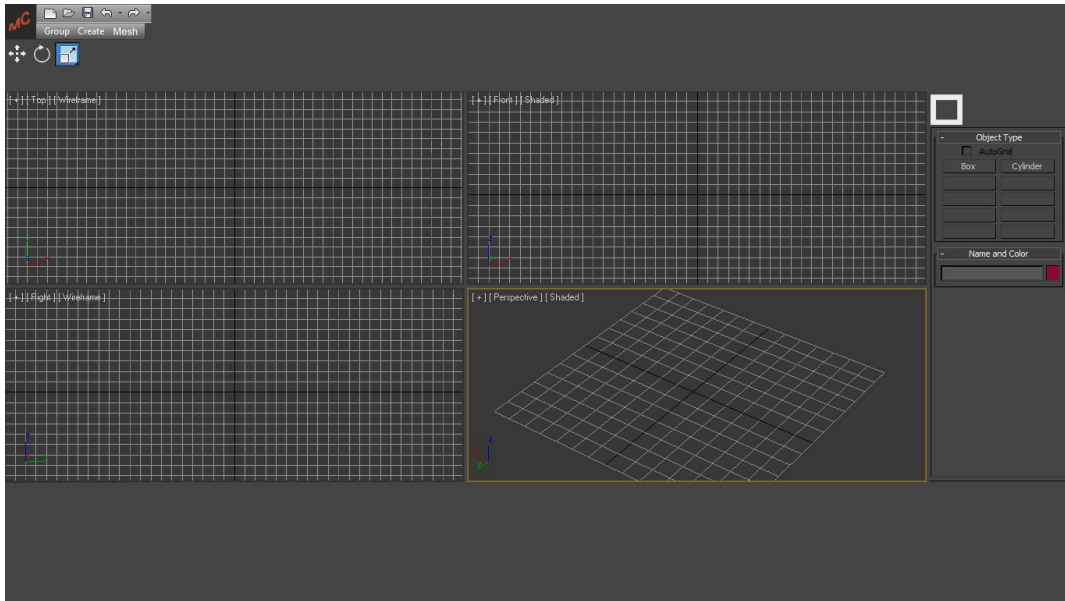 MC
Group Create Mesh
[ + ] [ Top ] [ Wireframe ]
[ + ] [ Front ] [ Shaded ]
- Object Type
AutoGrid
Box Cylinder
- Name and Color
[ + ] [ Right ] [ Wireframe ]
[ + ] [ Perspective ] [ Shaded ]
z
z
z
y